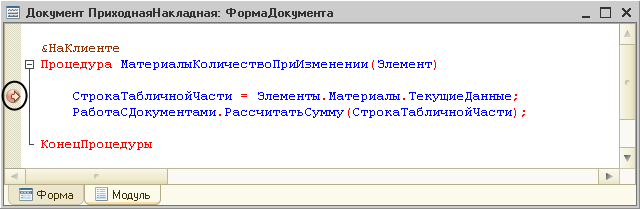 Документ ПриходнаяНакладная: ФормаДокумента
&НаКлиенте
Процедура МатериалыКоличествоПриИзменении(Элемент)
СтрокаТабличнойЧасти = Элементы.Материалы.ТекущиеДанные;
РаботаСДокументами.РассчитатьСумму(СтрокаТабличнойЧасти);
КонецПроцедуры
Форма Модуль